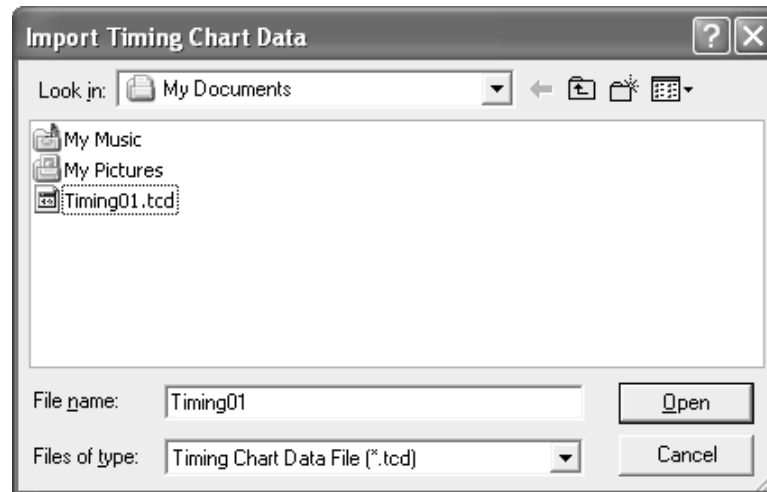 Import Timing Chart Data
Look in: My Documents
My Music
My Pictures
Timing01.tcd
File name: Timing01 Open
Files of type: Timing Chart Data File (*.tcd) Cancel